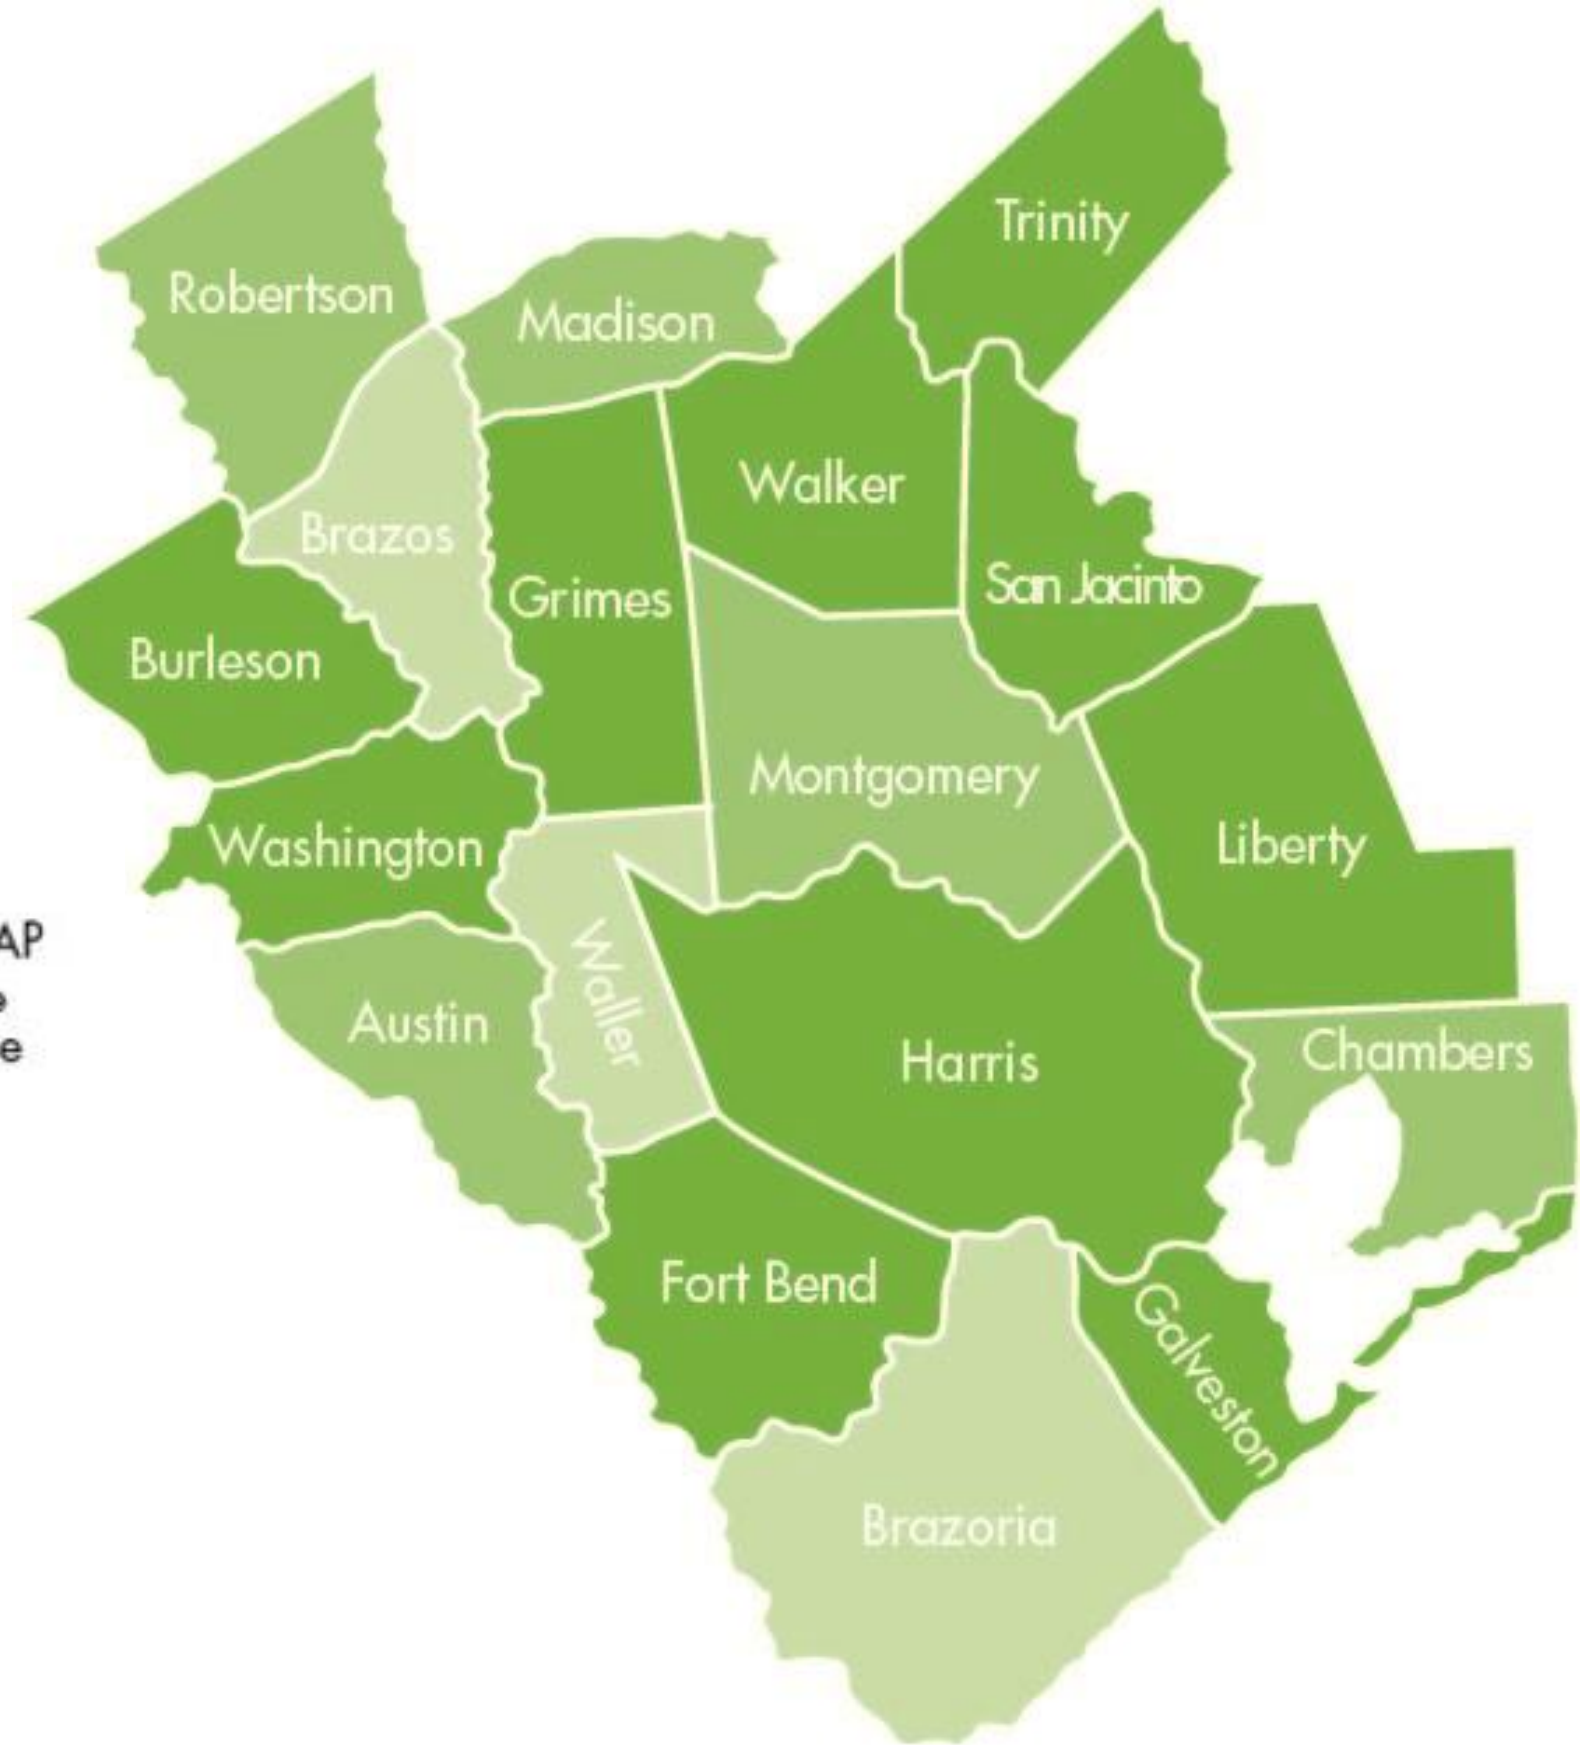 Trinity
Robertson
Madison
Walker
Brazos
San Jacinto
Grimes
Burleson
Montgomery
Liberty
Washington
AP
Waller
Austin
e
Chambers
Harris
Fort Bend
Galveston
Brazoria